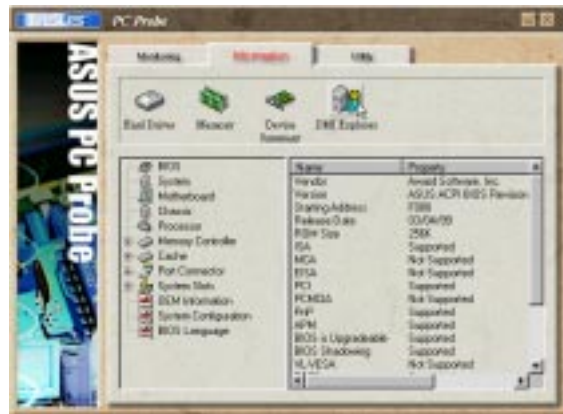 PC Probe
ASUS PC Probe
Monitoring Information Utility
Hard Drives Memory Device Summary DMI Explorer
BIOS
System
Motherboard
Chassis
Processor
Memory Controller
Cache
Port Connector
System Slots
OEM Information
System Configuration
BIOS Language
Name Property
Vendor Award Software, Inc.
Version ASUS ACPI BIOS Revision
Starting Address F000
Release Date 03/04/99
ROM Size 256K
ISA Supported
MCA Not Supported
EISA Not Supported
PCI Supported
PCMCIA Not Supported
PnP Supported
APM Supported
BIOS is Upgradeable Supported
BIOS Shadowing Supported
VL-VESA Not Supported